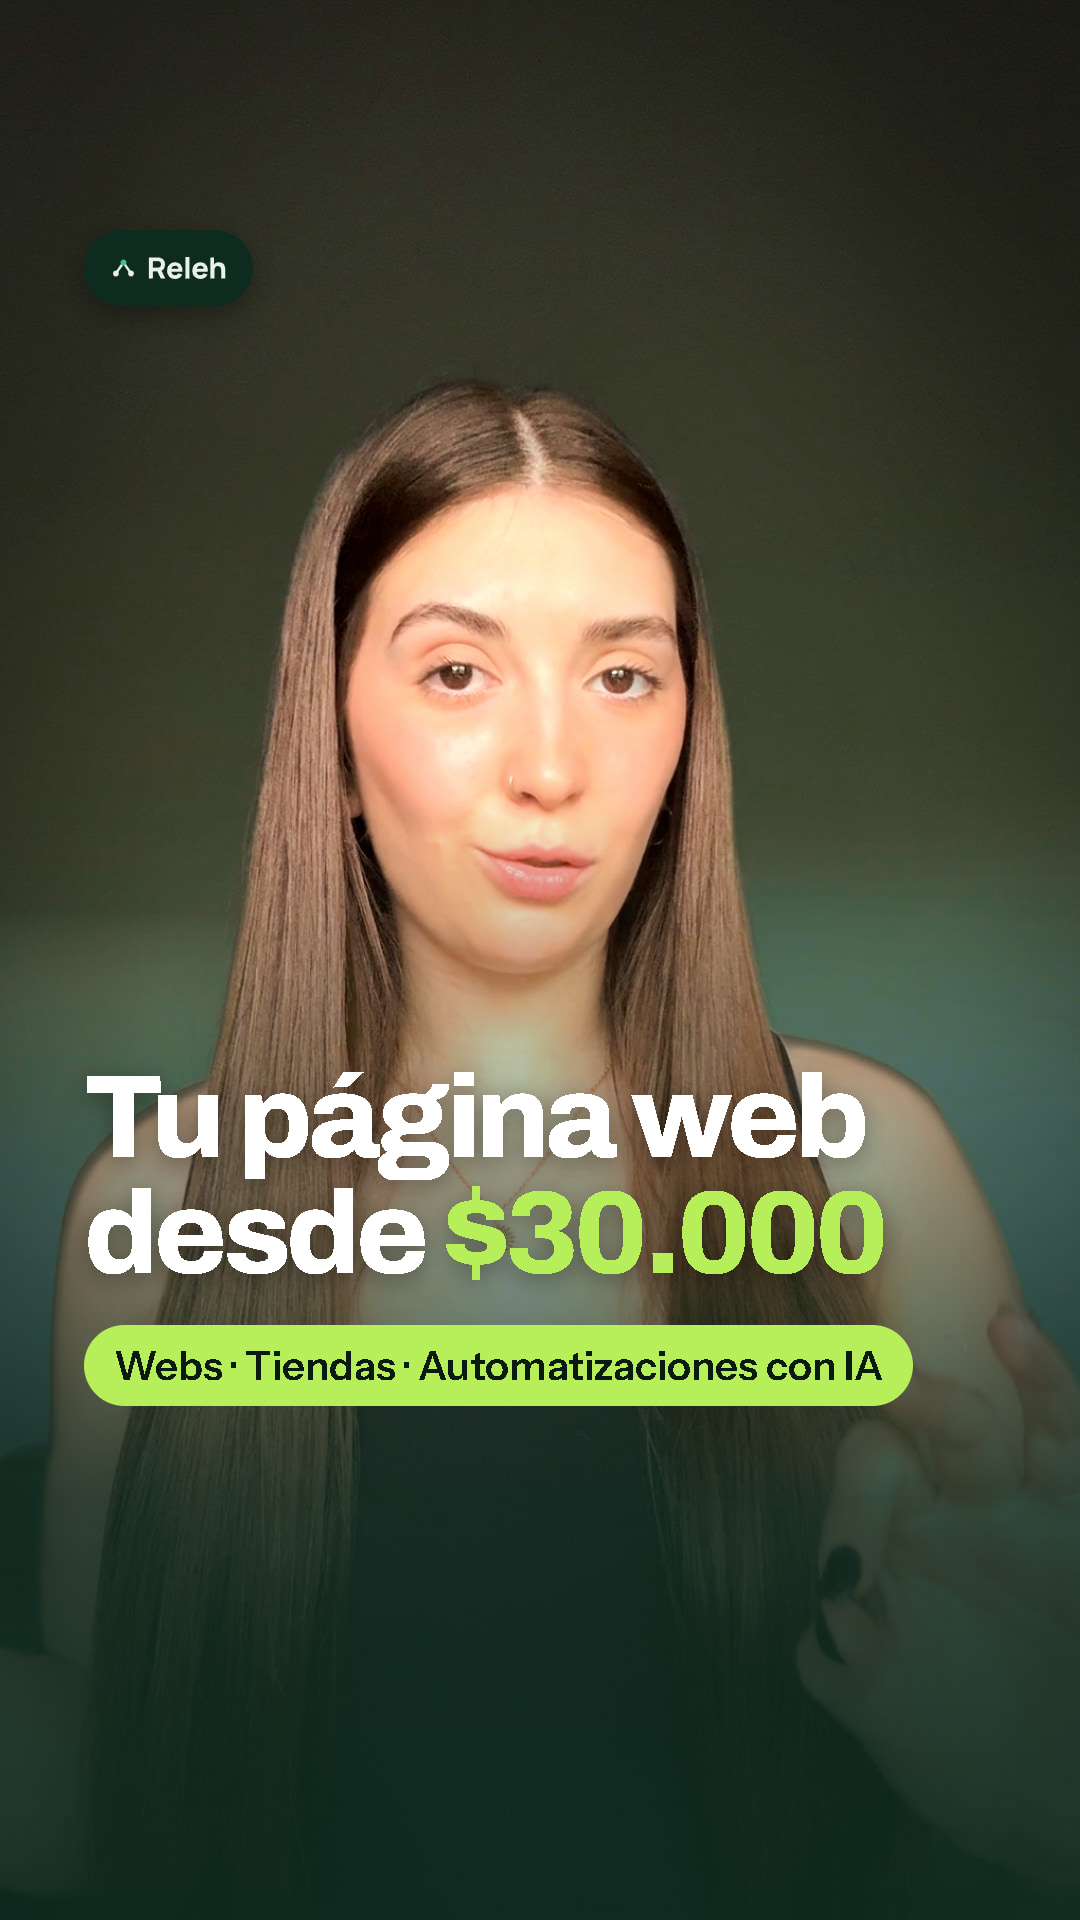 Releh
Tu página web
desde $30.000
Webs · Tiendas · Automatizaciones con IA